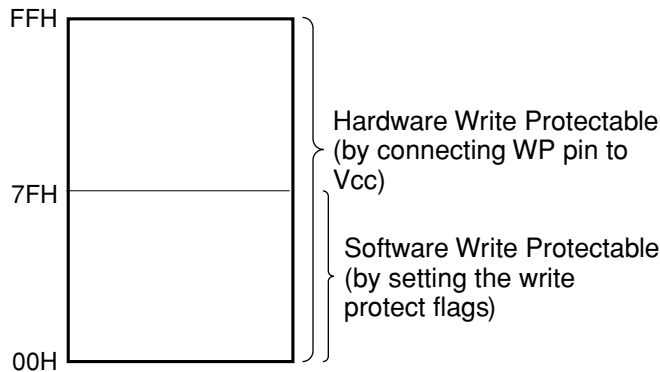 FFH
Hardware Write Protectable
(by connecting WP pin to
Vcc)
7FH
Software Write Protectable
(by setting the write
protect flags)
00H